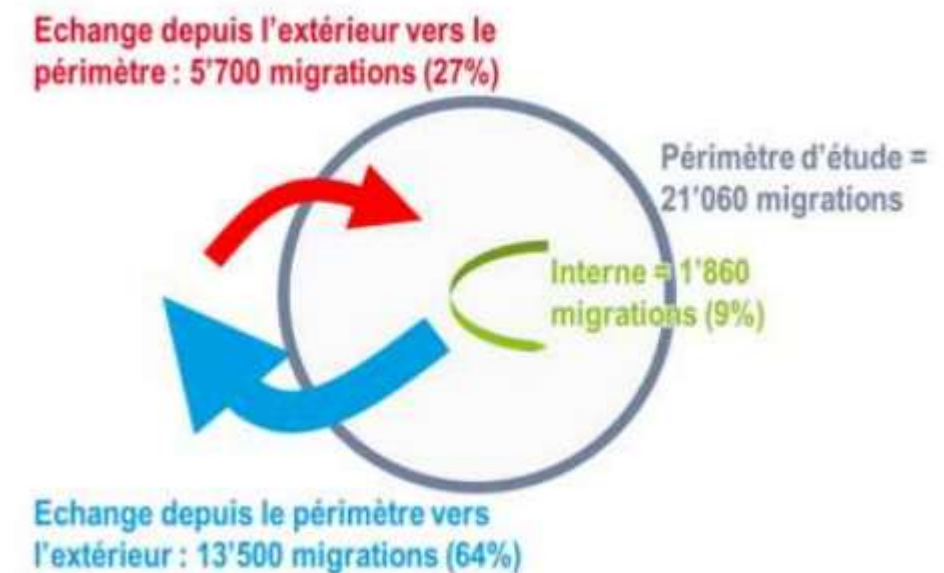 Echange depuis l'extérieur vers le
périmètre : 5'700 migrations (27%)
Périmètre d'étude =
21'060 migrations
Interne = 1'860
migrations (9%)
Echange depuis le périmètre vers
l'extérieur : 13'500 migrations (64%)